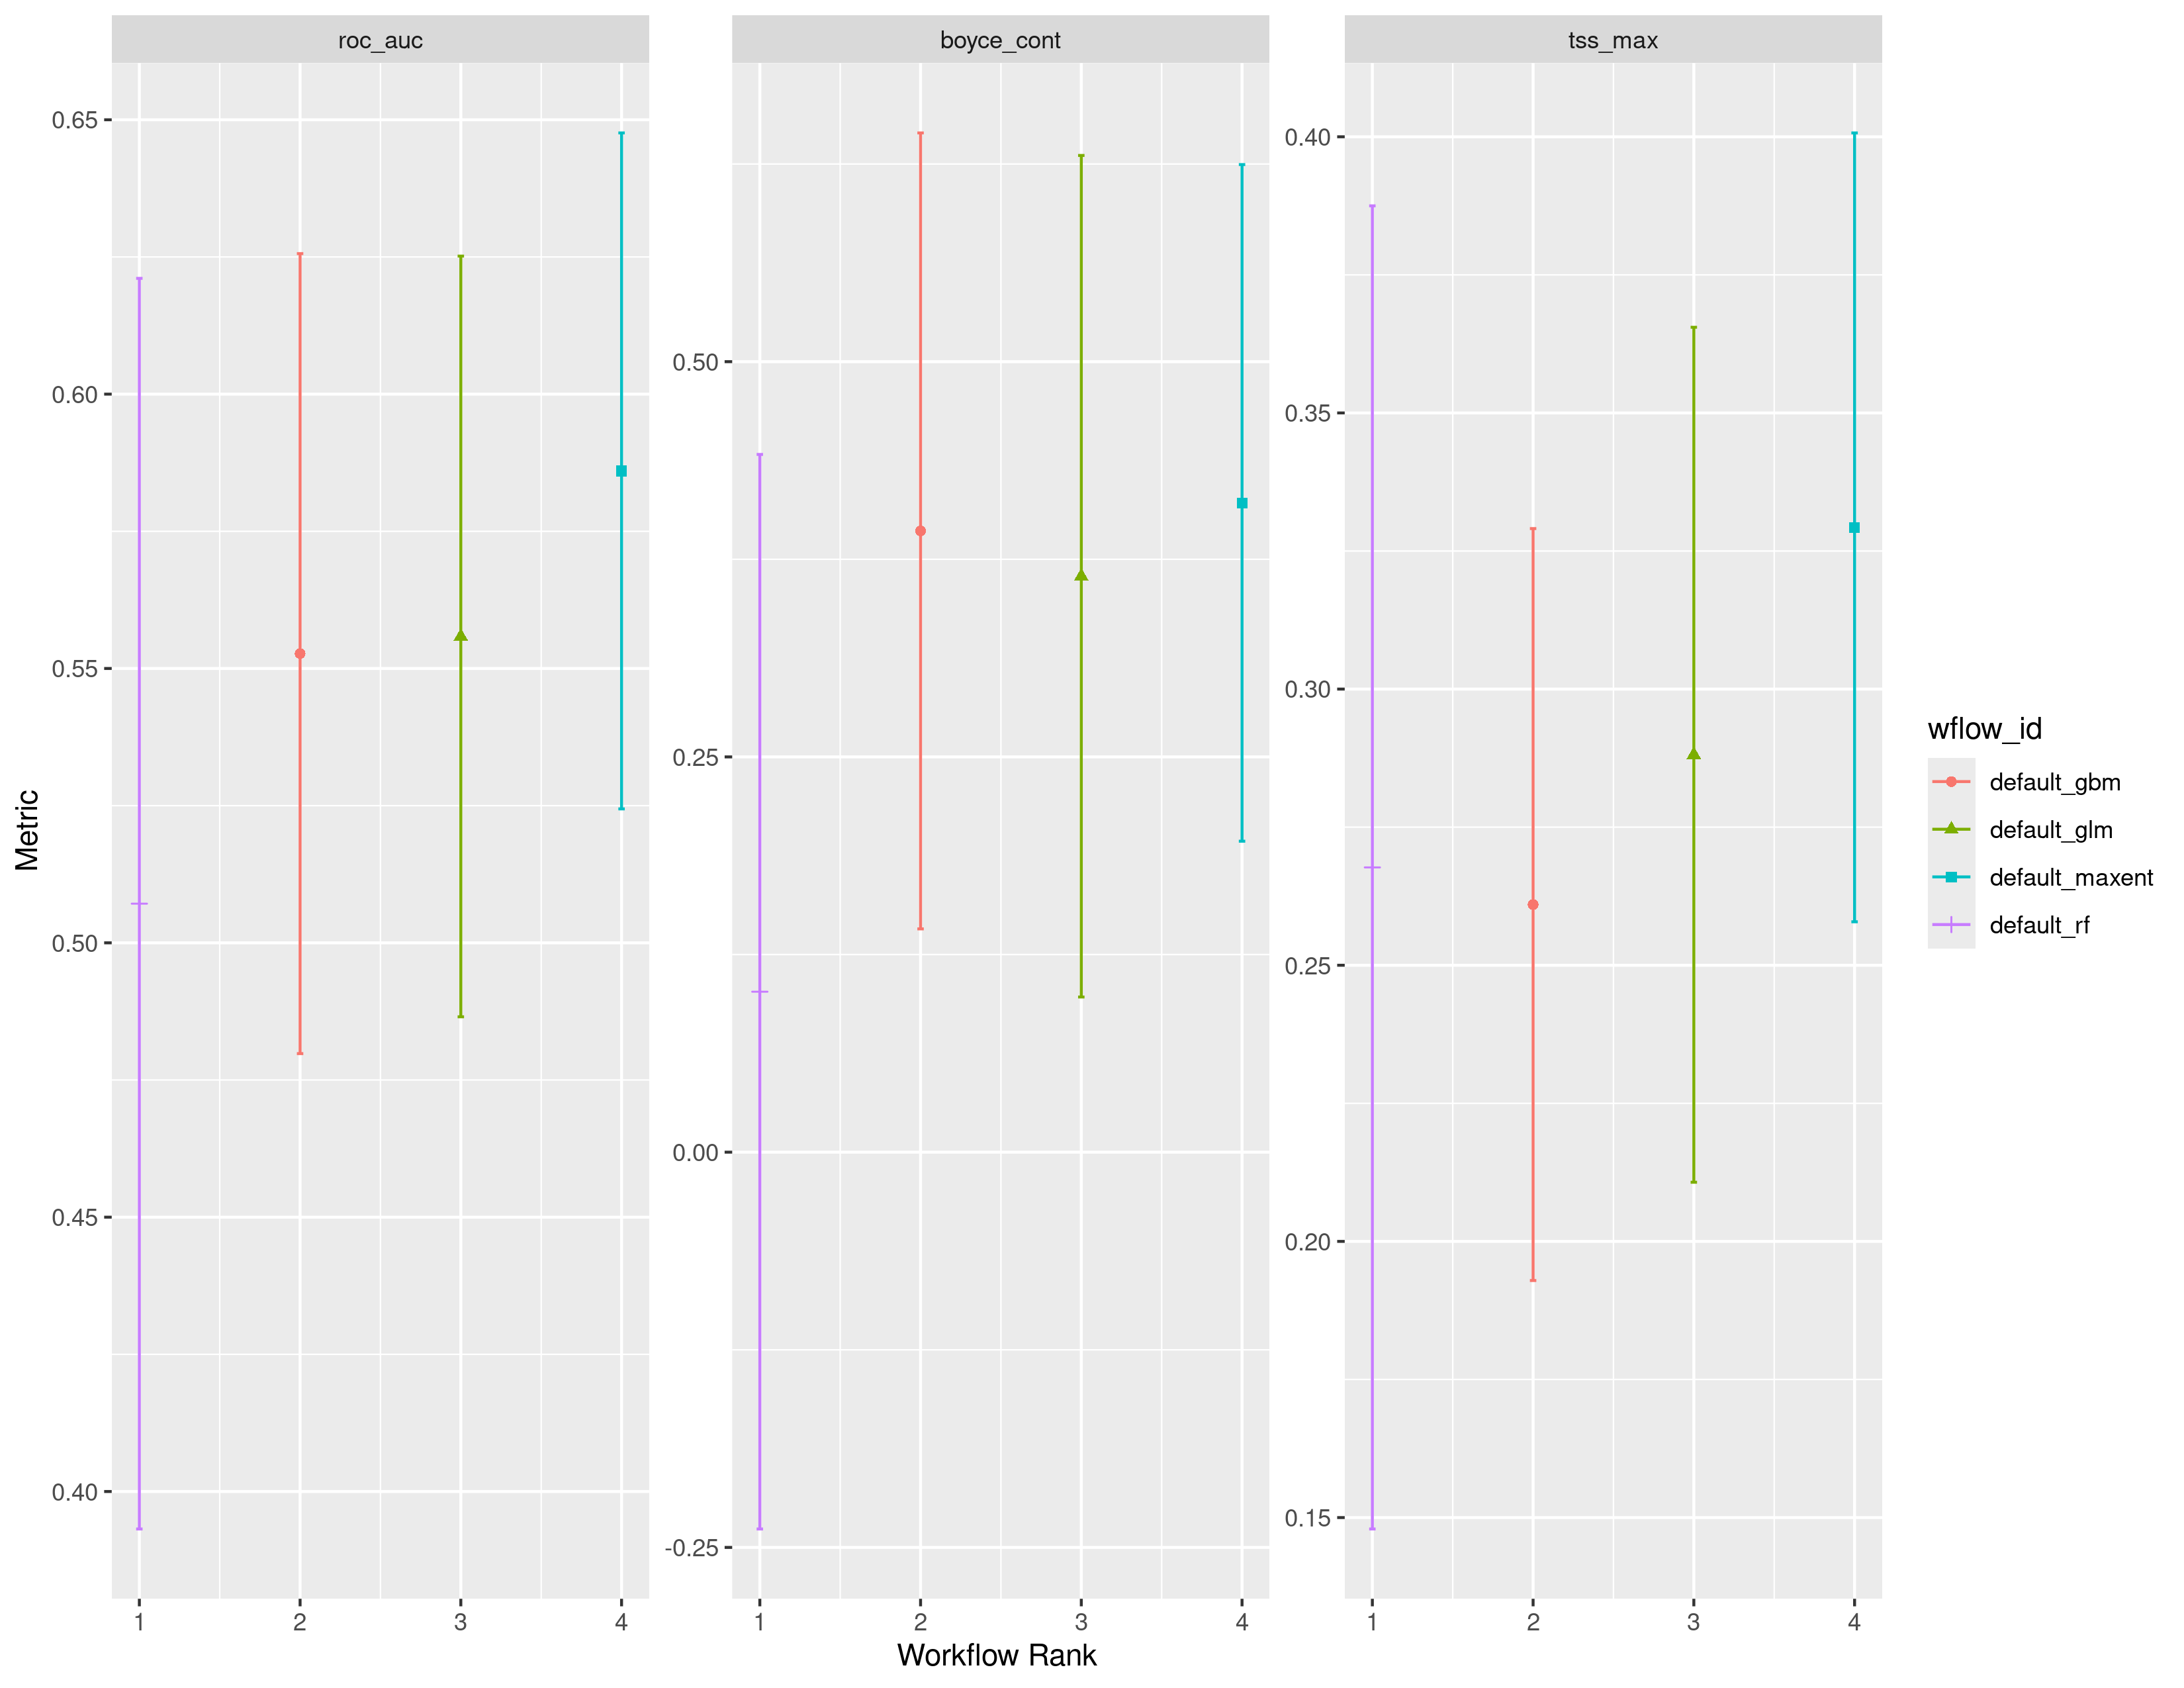 roc_auc
boyce_cont
tss_max
Metric
0.65
0.60
0.55
0.50
0.45
0.40
0.50
0.25
0.00
-0.25
0.40
0.35
0.30
0.25
0.20
0.15
1 2 3 4
1 2 3 4
1 2 3 4
Workflow Rank
wflow_id
default_gbm
default_glm
default_maxent
default_rf